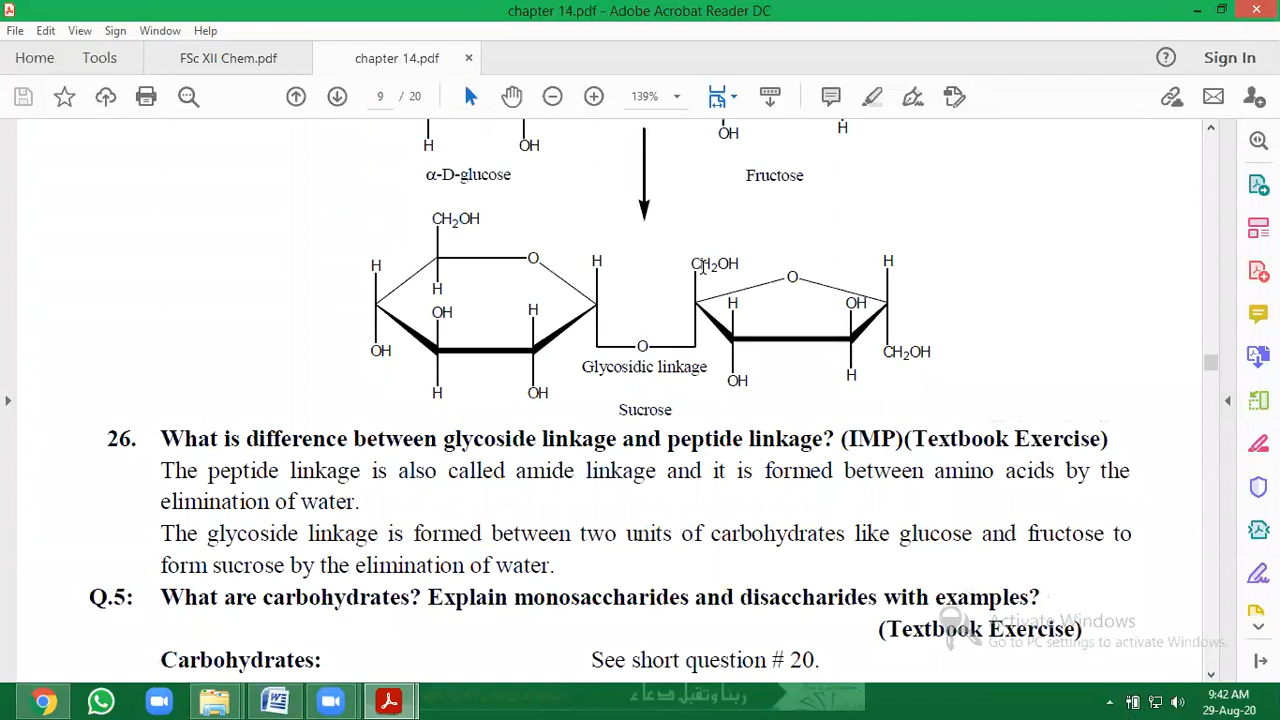 chapter 14.pdf - Adobe Acrobat Reader DC
File Edit View Sign Window Help
Home Tools FSc XII Chem.pdf chapter 14.pdf × Sign In
9 / 20 139%
H OH OH H
α-D-glucose Fructose
CH2OH
H O H CH2OH O H
H
OH H H OH
OH O CH2OH
Glycosidic linkage
H OH OH H
Sucrose
26. What is difference between glycoside linkage and peptide linkage? (IMP)(Textbook Exercise)
The peptide linkage is also called amide linkage and it is formed between amino acids by the
elimination of water.
The glycoside linkage is formed between two units of carbohydrates like glucose and fructose to
form sucrose by the elimination of water.
Q.5: What are carbohydrates? Explain monosaccharides and disaccharides with examples?
Activate Windows
(Textbook Exercise)
Go to PC settings to activate Windows.
Carbohydrates: See short question # 20.
ربنا وتقبل دعاء
9:42 AM
29-Aug-20